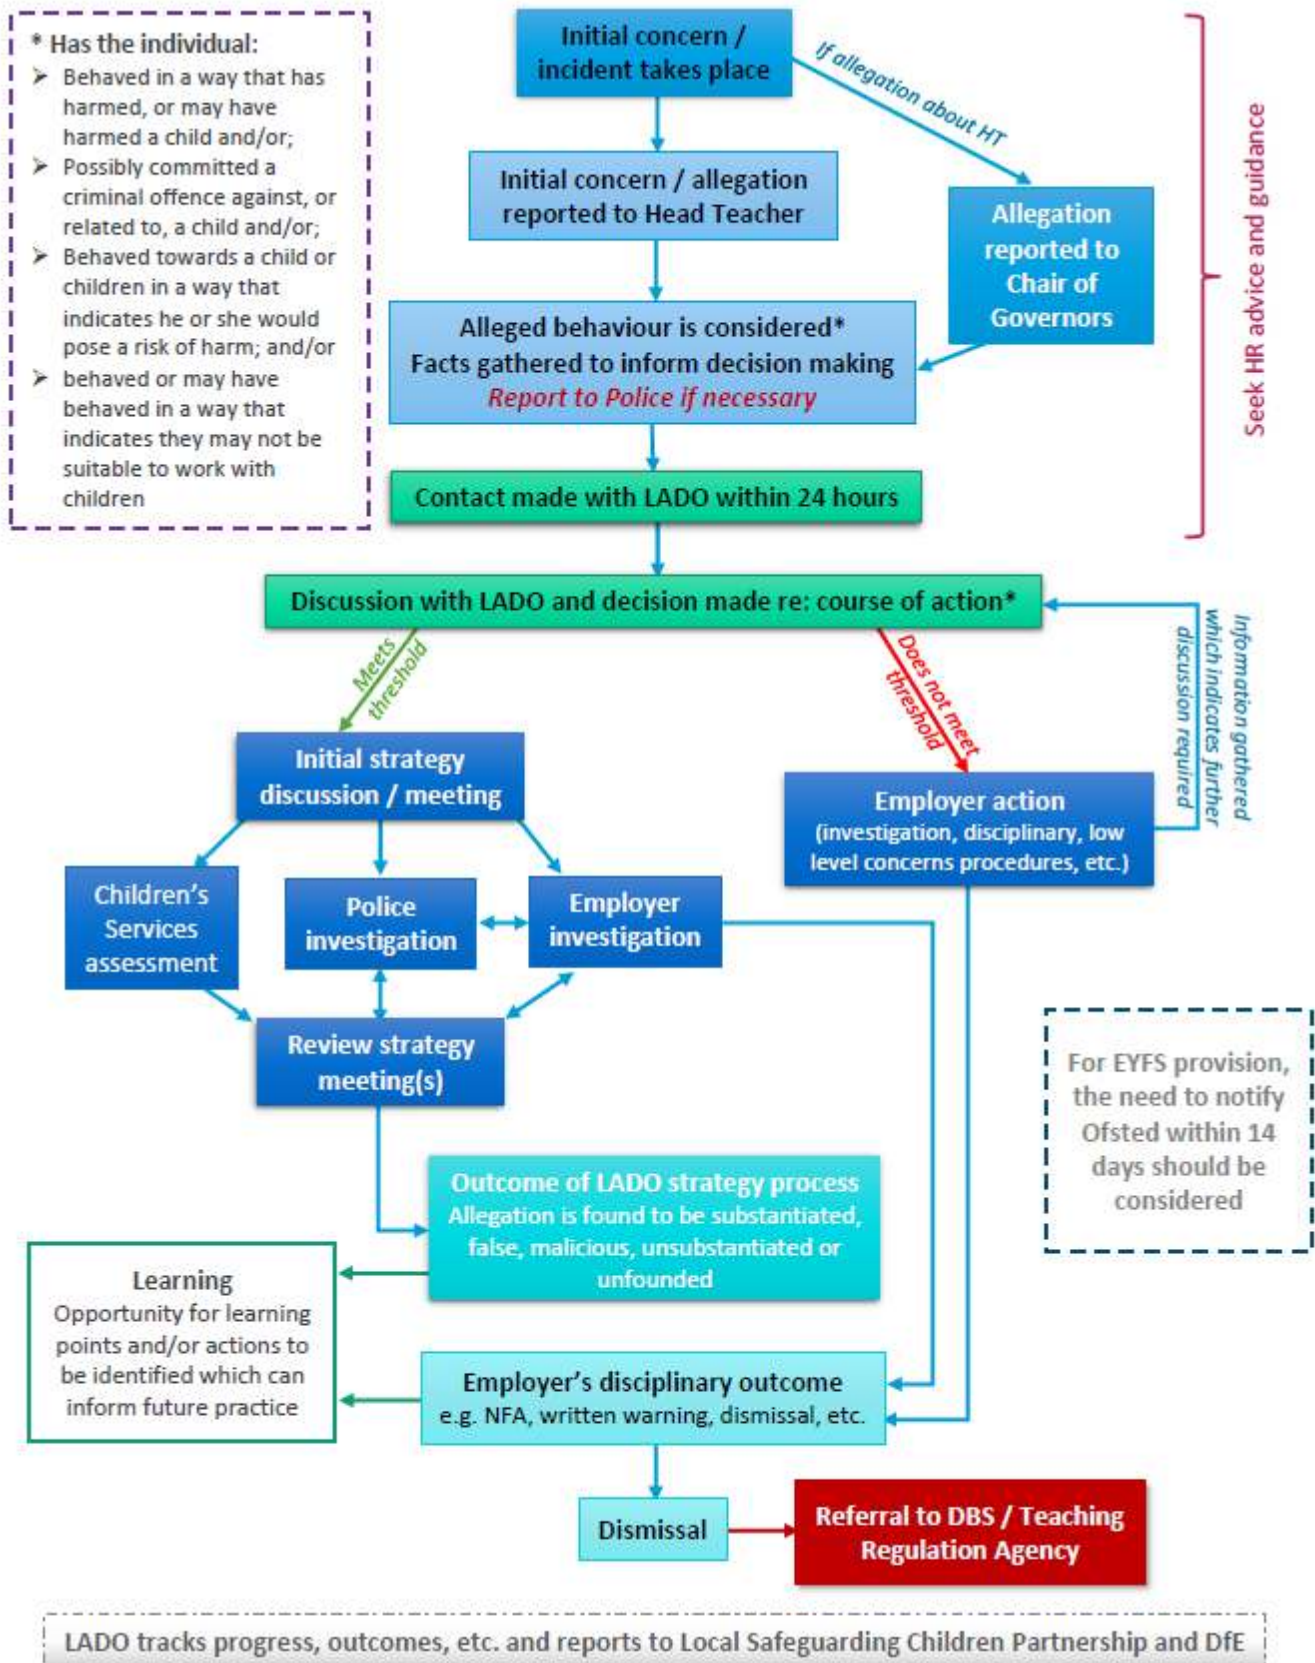 * Has the individual:
➤ Behaved in a way that has
harmed, or may have
harmed a child and/or;
➤ Possibly committed a
criminal offence against, or
related to, a child and/or;
➤ Behaved towards a child or
children in a way that
indicates he or she would
pose a risk of harm; and/or
➤ behaved or may have
behaved in a way that
indicates they may not be
suitable to work with
children
Initial concern /
incident takes place
If allegation about HT
Initial concern / allegation
reported to Head Teacher
Allegation
reported to
Chair of
Governors
Seek HR advice and guidance
Alleged behaviour is considered*
Facts gathered to inform decision making
Report to Police if necessary
Contact made with LADO within 24 hours
Discussion with LADO and decision made re: course of action*
Meets
threshold
Does not meet
threshold
Information gathered
which indicates further
discussion required
Initial strategy
discussion / meeting
Employer action
(investigation, disciplinary, low
level concerns procedures, etc.)
Children's
Services
assessment
Police
investigation
Employer
investigation
Review strategy
meeting(s)
For EYFS provision,
the need to notify
Ofsted within 14
days should be
considered
Outcome of LADO strategy process
Allegation is found to be substantiated,
false, malicious, unsubstantiated or
unfounded
Learning
Opportunity for learning
points and/or actions to
be identified which can
inform future practice
Employer's disciplinary outcome
e.g. NFA, written warning, dismissal, etc.
Dismissal
Referral to DBS / Teaching
Regulation Agency
LADO tracks progress, outcomes, etc. and reports to Local Safeguarding Children Partnership and DfE